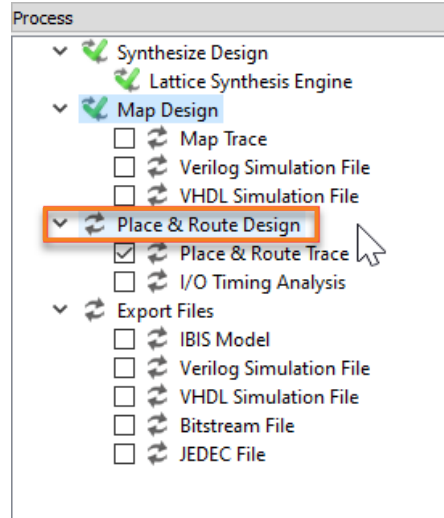 Process
Synthesize Design
Lattice Synthesis Engine
Map Design
Map Trace
Verilog Simulation File
VHDL Simulation File
Place & Route Design
Place & Route Trace
I/O Timing Analysis
Export Files
IBIS Model
Verilog Simulation File
VHDL Simulation File
Bitstream File
JEDEC File